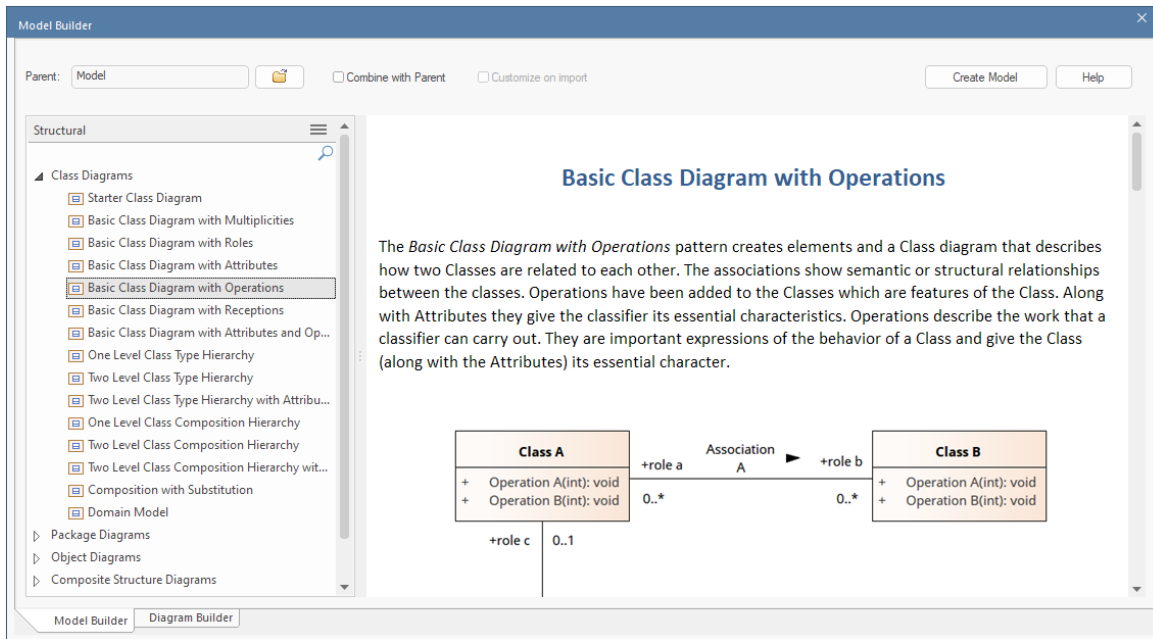 Model Builder
Parent: Model Combine with Parent Customize on import Create Model Help
Structural
Class Diagrams
Starter Class Diagram
Basic Class Diagram with Multiplicities
Basic Class Diagram with Roles
Basic Class Diagram with Attributes
Basic Class Diagram with Operations
Basic Class Diagram with Receptions
Basic Class Diagram with Attributes and Op...
One Level Class Type Hierarchy
Two Level Class Type Hierarchy
Two Level Class Type Hierarchy with Attribu...
One Level Class Composition Hierarchy
Two Level Class Composition Hierarchy
Two Level Class Composition Hierarchy wit...
Composition with Substitution
Domain Model
Package Diagrams
Object Diagrams
Composite Structure Diagrams
Basic Class Diagram with Operations
The Basic Class Diagram with Operations pattern creates elements and a Class diagram that describes
how two Classes are related to each other. The associations show semantic or structural relationships
between the classes. Operations have been added to the Classes which are features of the Class. Along
with Attributes they give the classifier its essential characteristics. Operations describe the work that a
classifier can carry out. They are important expressions of the behavior of a Class and give the Class
(along with the Attributes) its essential character.
Class A
+ Operation A(int): void
+ Operation B(int): void
+role a
0..*
Association
A
+role b
0..*
Class B
+ Operation A(int): void
+ Operation B(int): void
+role c 0..1
Model Builder Diagram Builder